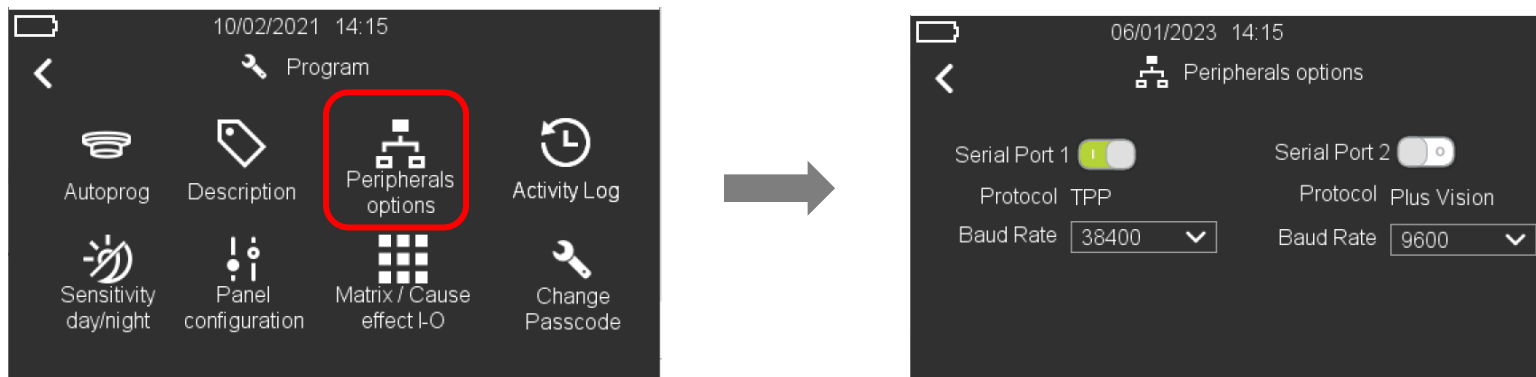 10/02/2021 14:15
Program
Autoprog
Description
Peripherals
options
Activity Log
Sensitivity
day/night
Panel
configuration
Matrix / Cause
effect I-O
Change
Passcode
06/01/2023 14:15
Peripherals options
Serial Port 1
Serial Port 2
Protocol TPP
Protocol Plus Vision
Baud Rate 38400
Baud Rate 9600